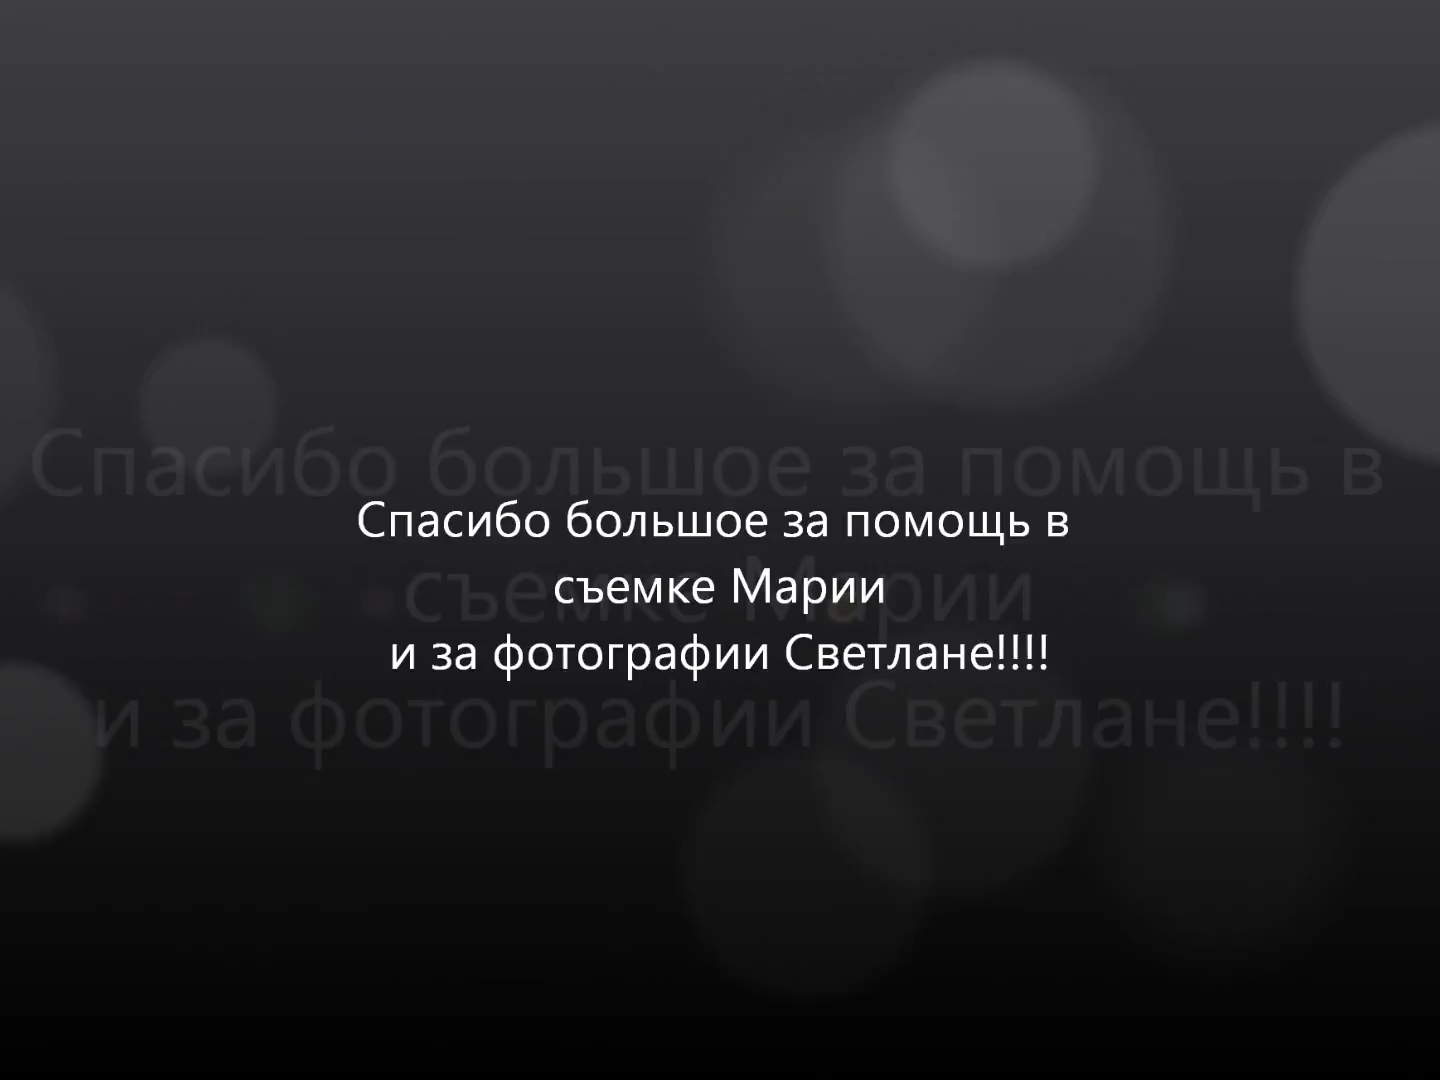 Спасибо большое за помощь в
съемке Марии
и за фотографии Светлане!!!!